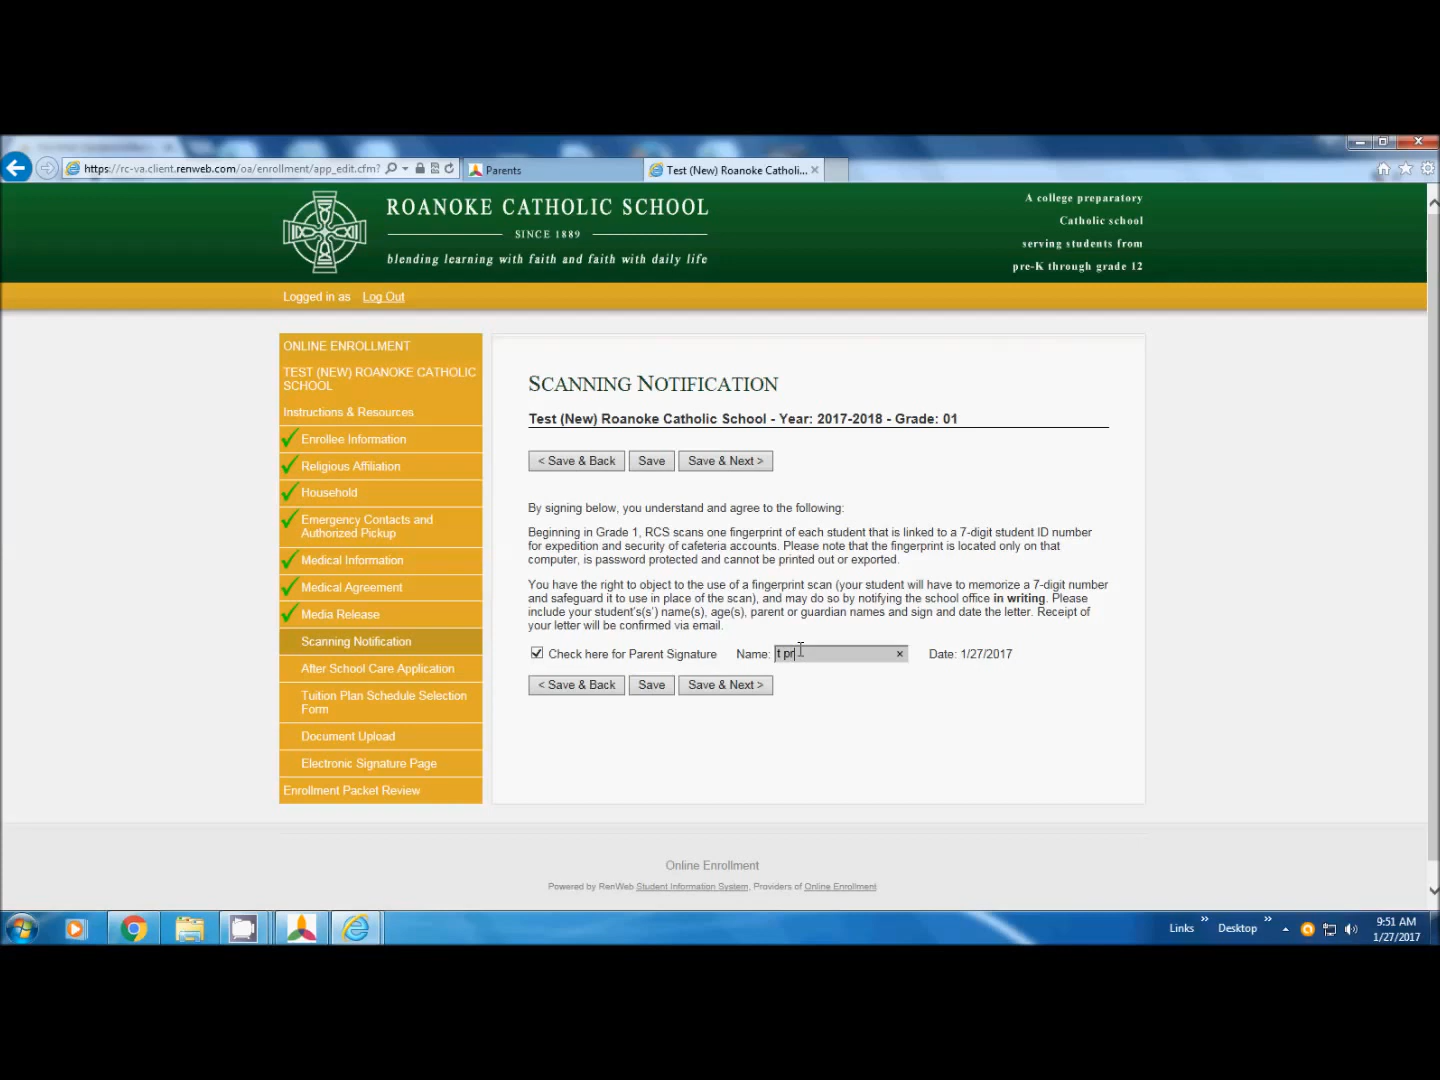 https://rc-va.client.renweb.com/oa/enrollment/app_edit.cfm?
Parents
Test (New) Roanoke Catholi...
ROANOKE CATHOLIC SCHOOL
SINCE 1889
blending learning with faith and faith with daily life
A college preparatory
Catholic school
serving students from
pre-K through grade 12
Logged in as Log Out
ONLINE ENROLLMENT
TEST (NEW) ROANOKE CATHOLIC
SCHOOL
Instructions & Resources
Enrollee Information
Religious Affiliation
Household
Emergency Contacts and
Authorized Pickup
Medical Information
Medical Agreement
Media Release
Scanning Notification
After School Care Application
Tuition Plan Schedule Selection
Form
Document Upload
Electronic Signature Page
Enrollment Packet Review
SCANNING NOTIFICATION
Test (New) Roanoke Catholic School - Year: 2017-2018 - Grade: 01
< Save & Back Save Save & Next >
By signing below, you understand and agree to the following:
Beginning in Grade 1, RCS scans one fingerprint of each student that is linked to a 7-digit student ID number
for expedition and security of cafeteria accounts. Please note that the fingerprint is located only on that
computer, is password protected and cannot be printed out or exported.
You have the right to object to the use of a fingerprint scan (your student will have to memorize a 7-digit number
and safeguard it to use in place of the scan), and may do so by notifying the school office in writing. Please
include your student's(s') name(s), age(s), parent or guardian names and sign and date the letter. Receipt of
your letter will be confirmed via email.
Check here for Parent Signature Name: t pr Date: 1/27/2017
< Save & Back Save Save & Next >
Online Enrollment
Powered by RenWeb Student Information System, Providers of Online Enrollment
Links Desktop
9:51 AM
1/27/2017